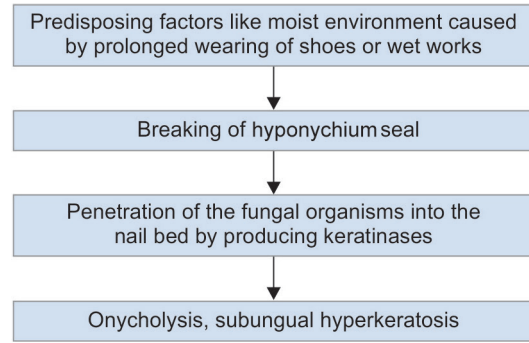 Predisposing factors like moist environment caused
by prolonged wearing of shoes or wet works
Breaking of hyponychium seal
Penetration of the fungal organisms into the
nail bed by producing keratinases
Onycholysis, subungual hyperkeratosis